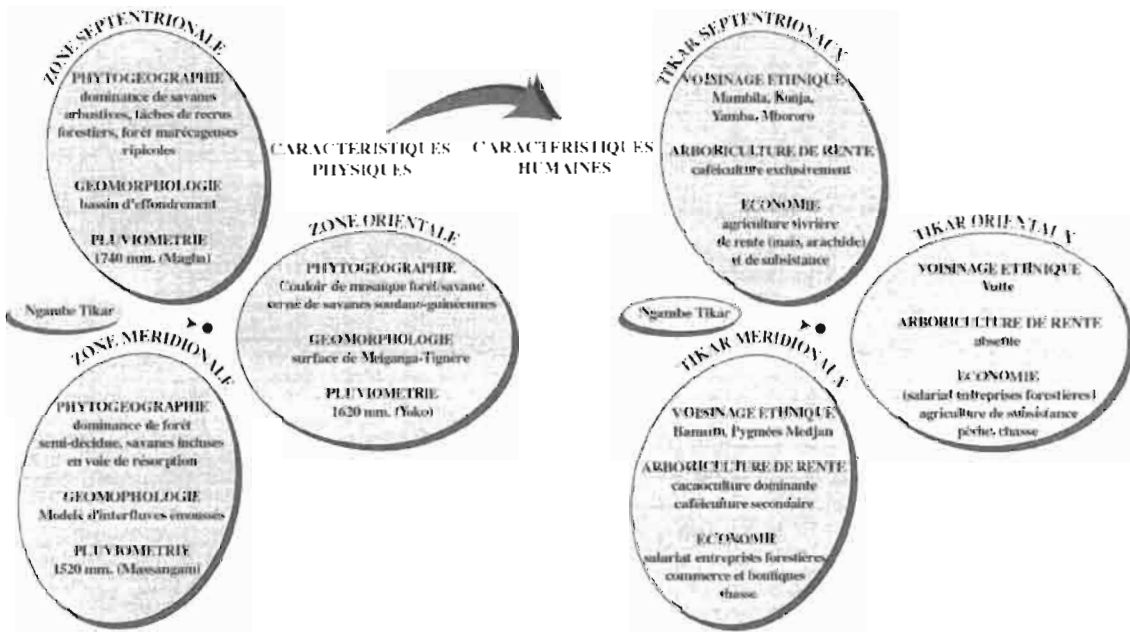 ZONE SEPTENTRIONALE
PHYTOGEOGRAPHIE
dominance de savanes
arbustives, tâches de recrus
forestiers, forêt marécageuses
ripicoles
GEOMORPHOLOGIE
bassin d'effondrement
PLUVIOMETRIE
1740 mm. (Magba)
CARACTERISTIQUES
PHYSIQUES
CARACTERISTIQUES
HUMAINES
ZONE ORIENTALE
PHYTOGEOGRAPHIE
Couloir de mosaïque forêt/savane
cerné de savanes soudano-guinéennes
GEOMORPHOLOGIE
surface de Meiganga-Tignère
PLUVIOMETRIE
1620 mm. (Yoko)
Ngambe Tikar
ZONE MERIDIONALE
PHYTOGEOGRAPHIE
dominance de forêt
semi-décidue, savanes incluses
en voie de résorption
GEOMOPHOLOGIE
Modelé d'interfluves émoussés
PLUVIOMETRIE
1520 mm. (Massangam)
TIKAR SEPTENTRIONAUX
VOISINAGE ETHNIQUE
Mambila, Kunja,
Yamba, Mbororo
ARBORICULTURE DE RENTE
caféiculture exclusivement
ECONOMIE
agriculture vivrière
de rente (maïs, arachide)
et de subsistance
TIKAR ORIENTAUX
VOISINAGE ETHNIQUE
Vute
ARBORICULTURE DE RENTE
absente
ECONOMIE
(salariat entreprises forestières)
agriculture de subsistance
pêche, chasse
Ngambe Tikar
TIKAR MERIDIONAUX
VOISINAGE ETHNIQUE
Bamum, Pygmées Medjan
ARBORICULTURE DE RENTE
cacaoculture dominante
caféiculture secondaire
ECONOMIE
salariat entreprises forestières,
commerce et boutiques
chasse